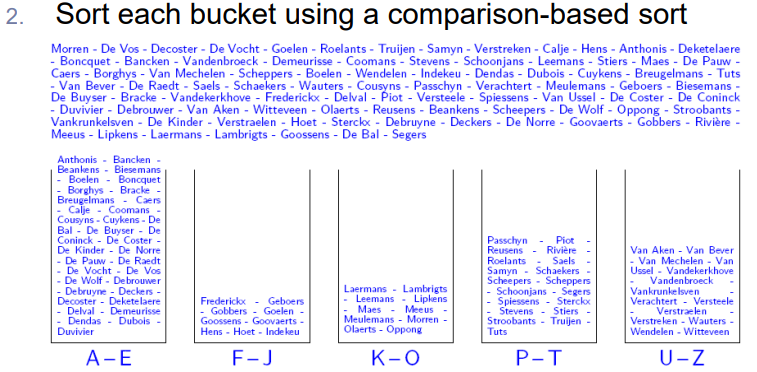 2. Sort each bucket using a comparison-based sort
Morren - De Vos - Decoster - De Vocht - Goelen - Roelants - Truijen - Samyn - Verstreken - Calje - Hens - Anthonis - Deketelaere
- Boncquet - Bancken - Vandenbroeck - Demeurisse - Coomans - Stevens - Schoonjans - Leemans - Stiers - Maes - De Pauw -
Caers - Borghys - Van Mechelen - Scheppers - Boelen - Wendelen - Indekeu - Dendas - Dubois - Cuykens - Breugelmans - Tuts
- Van Bever - De Raedt - Saels - Schaekers - Wauters - Cousyns - Passchyn - Verachtert - Meulemans - Geboers - Biesemans -
De Buyser - Bracke - Vandekerkhove - Frederickx - Delval - Piot - Versteele - Spiessens - Van Ussel - De Coster - De Coninck
- Duvivier - Debrouwer - Van Aken - Witteveen - Olaerts - Reusens - Beankens - Scheepers - De Wolf - Oppong - Stroobants -
Vankrunkelsven - De Kinder - Verstraelen - Hoet - Sterckx - Debruyne - Deckers - De Norre - Goovaerts - Gobbers - Rivière -
Meeus - Lipkens - Laermans - Lambrigts - Goossens - De Bal - Segers
Anthonis - Bancken -
Beankens - Biesemans
- Boelen - Boncquet
- Borghys - Bracke -
Breugelmans - Caers
- Calje - Coomans -
Cousyns - Cuykens - De
Bal - De Buyser - De
Coninck - De Coster -
De Kinder - De Norre
- De Pauw - De Raedt
- De Vocht - De Vos
- De Wolf - Debrouwer
- Debruyne - Deckers -
Decoster - Deketelaere
- Delval - Demeurisse
- Dendas - Dubois -
Duvivier
A–E
Frederickx - Geboers
- Gobbers - Goelen -
Goossens - Goovaerts -
Hens - Hoet - Indekeu
F–J
Laermans - Lambrigts
- Leemans - Lipkens
- Maes - Meeus -
Meulemans - Morren -
Olaerts - Oppong
K–O
Passchyn - Piot -
Reusens - Rivière -
Roelants - Saels -
Samyn - Schaekers -
Scheepers - Scheppers
- Schoonjans - Segers
- Spiessens - Sterckx
- Stevens - Stiers -
Stroobants - Truijen -
Tuts
P–T
Van Aken - Van Bever
- Van Mechelen - Van
Ussel - Vandekerkhove
- Vandenbroeck -
Vankrunkelsven -
Verachtert - Versteele
- Verstraelen -
Verstreken - Wauters -
Wendelen - Witteveen
U–Z